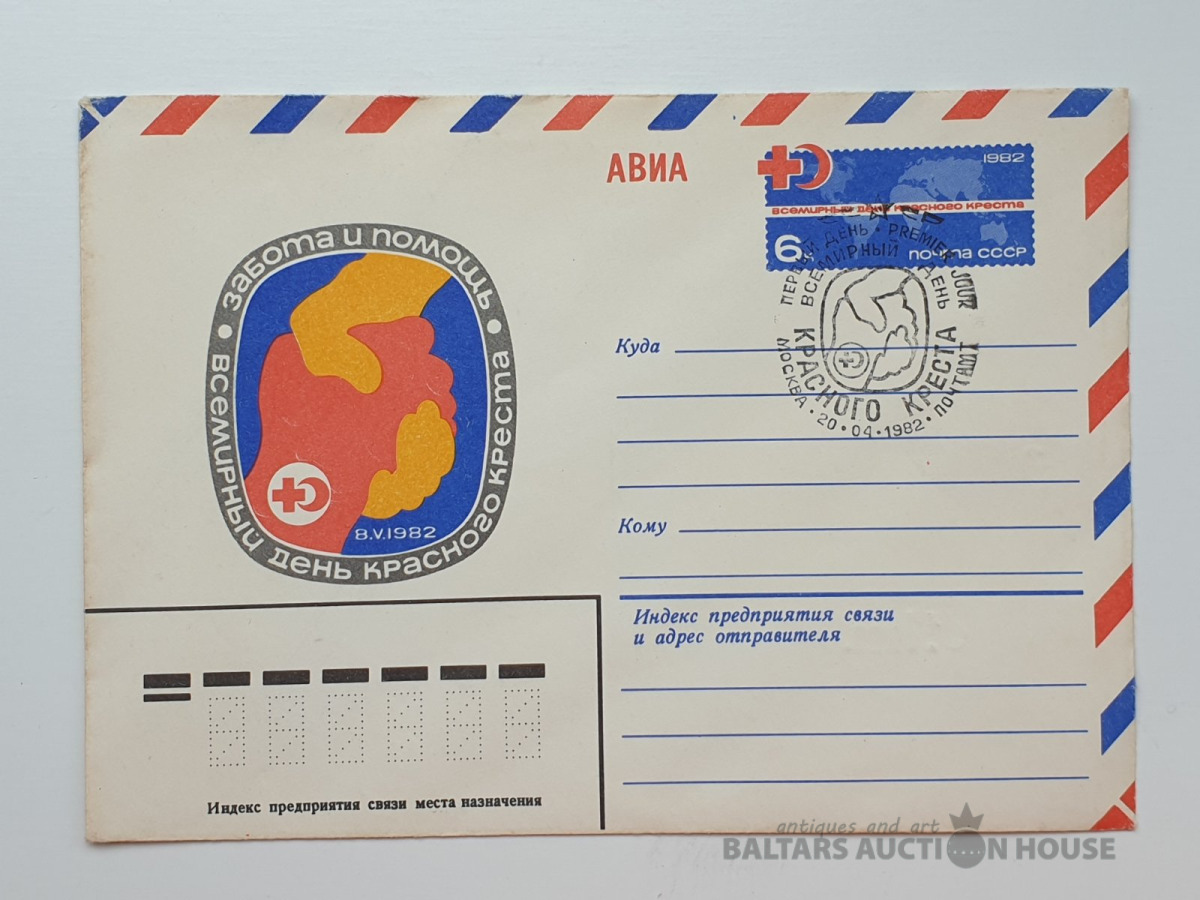 АВИА
1982
ВСЕМИРНЫЙ ДЕНЬ КРАСНОГО КРЕСТА
6
ПОЧТА СССР
ПЕРВЫЙ ДЕНЬ · PREMIER JOUR
ВСЕМИРНЫЙ ДЕНЬ
КРАСНОГО КРЕСТА
МОСКВА · 20 · 04 · 1982 · ПОЧТАМТ
ЗАБОТА И ПОМОЩЬ
ВСЕМИРНЫЙ ДЕНЬ КРАСНОГО КРЕСТА
8.V.1982
Куда
Кому
Индекс предприятия связи
и адрес отправителя
Индекс предприятия связи места назначения
antiques and art
BALTARS AUCTION HOUSE